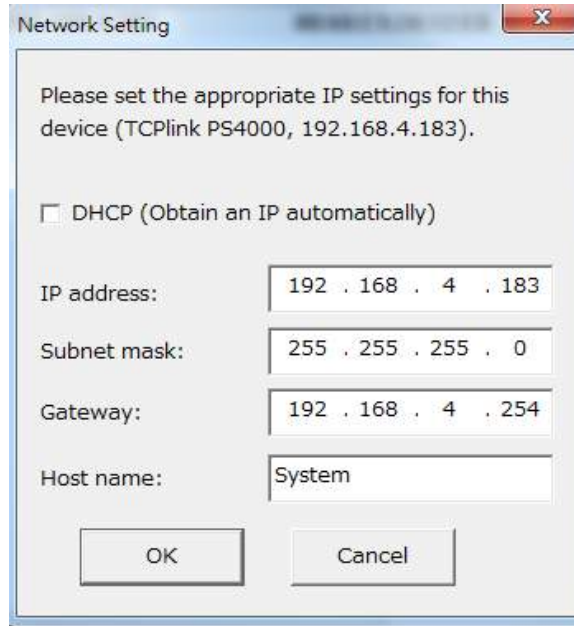 Network Setting
Please set the appropriate IP settings for this
device (TCPlink PS4000, 192.168.4.183).
DHCP (Obtain an IP automatically)
IP address: 192 . 168 . 4 . 183
Subnet mask: 255 . 255 . 255 . 0
Gateway: 192 . 168 . 4 . 254
Host name: System
OK Cancel